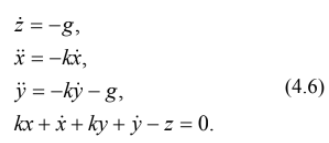 ż = −g,
ẍ = −kẋ,
ÿ = −kẏ − g, (4.6)
kx + ẋ + ky + ẏ − z = 0.